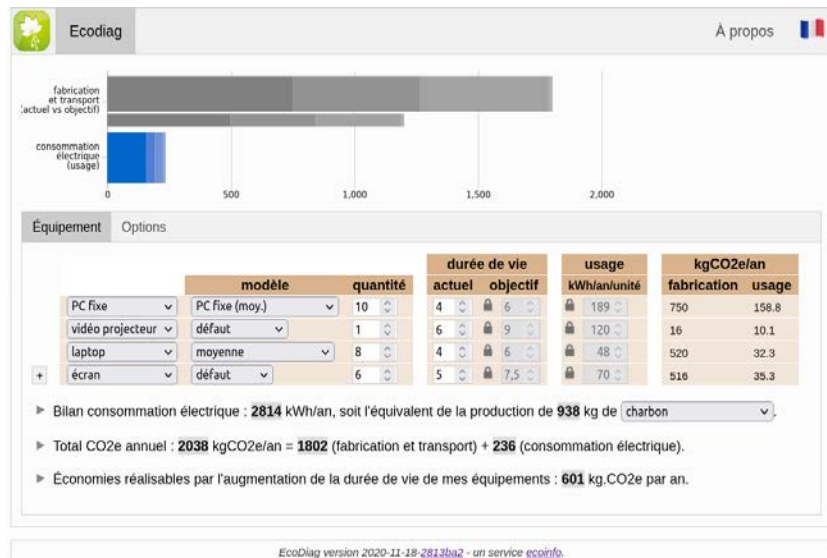 Ecodiag
À propos
fabrication
et transport
(actuel vs objectif)
consommation
électrique
(usage)
0 500 1,000 1,500 2,000
Équipement Options
durée de vie usage kgCO2e/an
modèle quantité actuel objectif kWh/an/unité fabrication usage
PC fixe PC fixe (moy.) 10 4 6 189 750 158.8
vidéo projecteur défaut 1 6 9 120 16 10.1
laptop moyenne 8 4 6 48 520 32.3
+ écran défaut 6 5 7,5 70 516 35.3
Bilan consommation électrique : 2814 kWh/an, soit l'équivalent de la production de 938 kg de charbon .
Total CO2e annuel : 2038 kgCO2e/an = 1802 (fabrication et transport) + 236 (consommation électrique).
Économies réalisables par l'augmentation de la durée de vie de mes équipements : 601 kg.CO2e par an.
EcoDiag version 2020-11-18-2813ba2 - un service ecoinfo.